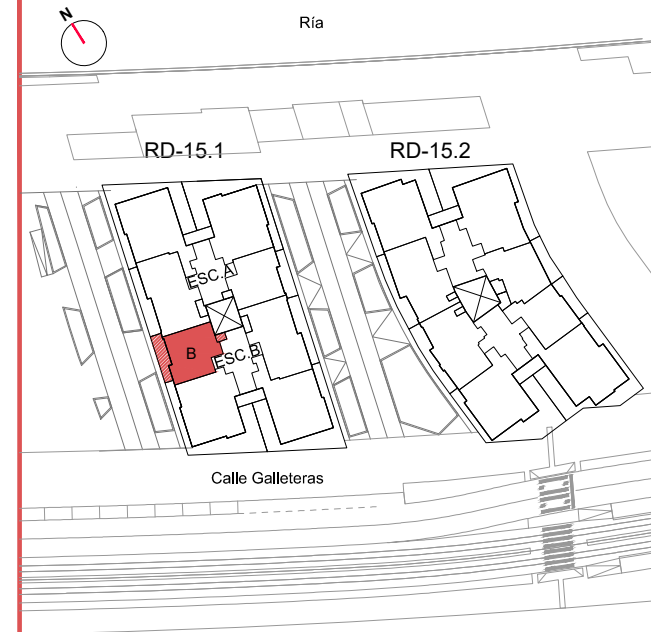 N
Ría
RD-15.1
RD-15.2
ESC.A
B
ESC.B
Calle Galleteras